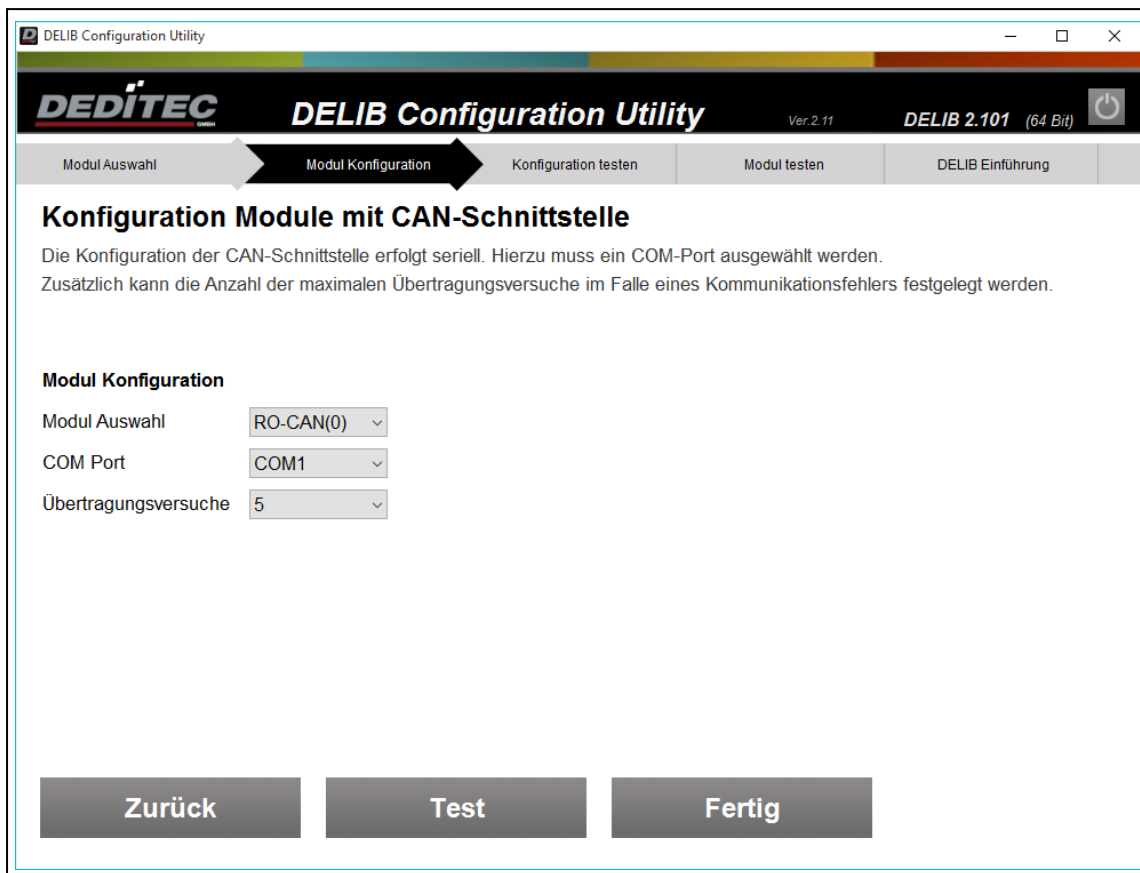 DELIB Configuration Utility
DEDITEC
GMBH
DELIB Configuration Utility Ver.2.11 DELIB 2.101 (64 Bit)
Modul Auswahl Modul Konfiguration Konfiguration testen Modul testen DELIB Einführung
Konfiguration Module mit CAN-Schnittstelle
Die Konfiguration der CAN-Schnittstelle erfolgt seriell. Hierzu muss ein COM-Port ausgewählt werden.
Zusätzlich kann die Anzahl der maximalen Übertragungsversuche im Falle eines Kommunikationsfehlers festgelegt werden.
Modul Konfiguration
Modul Auswahl RO-CAN(0)
COM Port COM1
Übertragungsversuche 5
Zurück Test Fertig